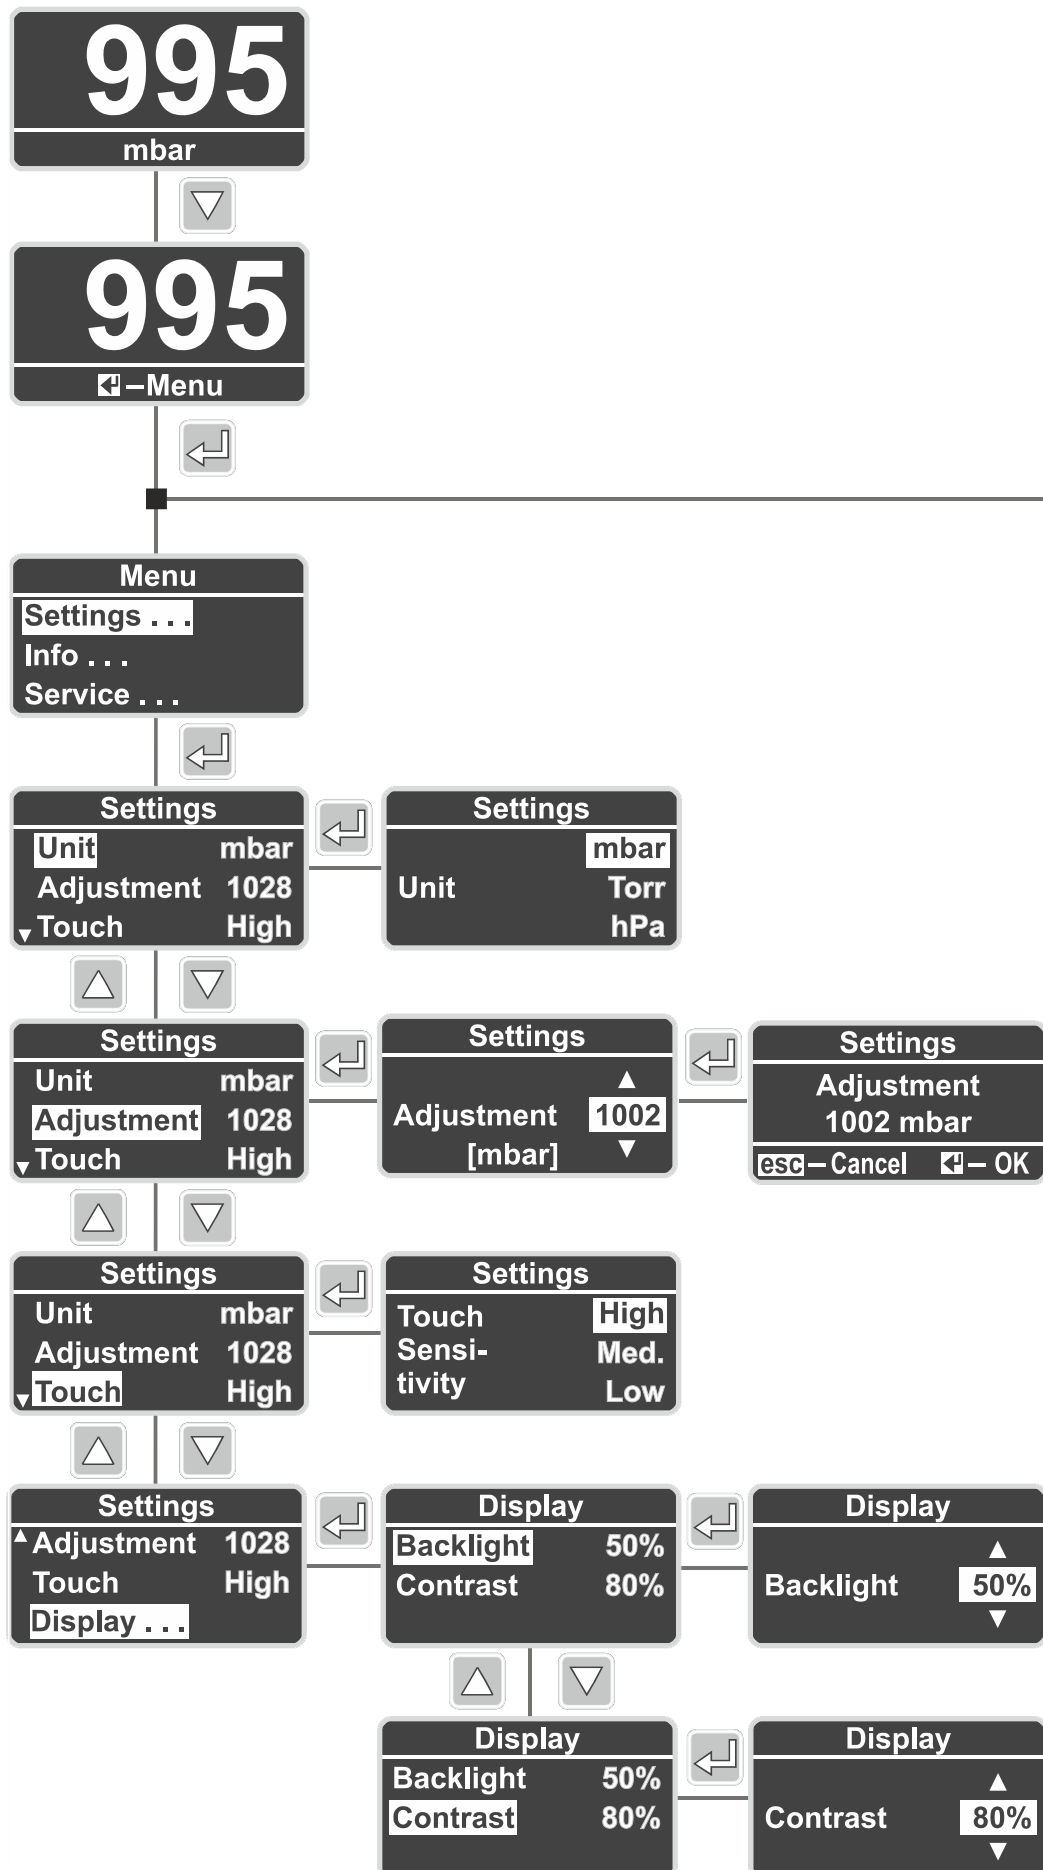 995
mbar
995
–Menu
Menu
Settings . . .
Info . . .
Service . . .
Settings
Unit mbar
Adjustment 1028
Touch High
Settings
mbar
Unit Torr
hPa
Settings
Unit mbar
Adjustment 1028
Touch High
Settings
Adjustment 1002
[mbar]
Settings
Adjustment
1002 mbar
esc – Cancel – OK
Settings
Unit mbar
Adjustment 1028
Touch High
Settings
Touch High
Sensi- Med.
tivity Low
Settings
Adjustment 1028
Touch High
Display . . .
Display
Backlight 50%
Contrast 80%
Display
Backlight 50%
Display
Backlight 50%
Contrast 80%
Display
Contrast 80%